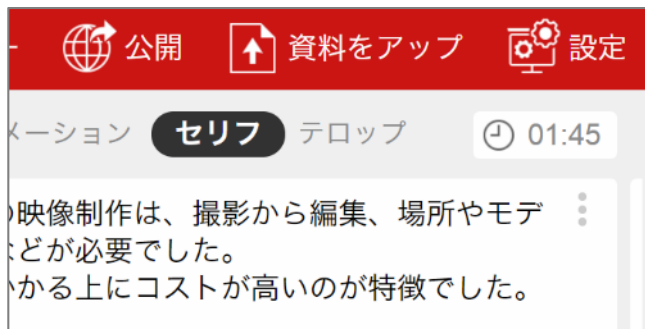 公開 資料をアップ 設定
メーション セリフ テロップ 01:45
映像制作は、撮影から編集、場所やモデ
などが必要でした。
かかる上にコストが高いのが特徴でした。